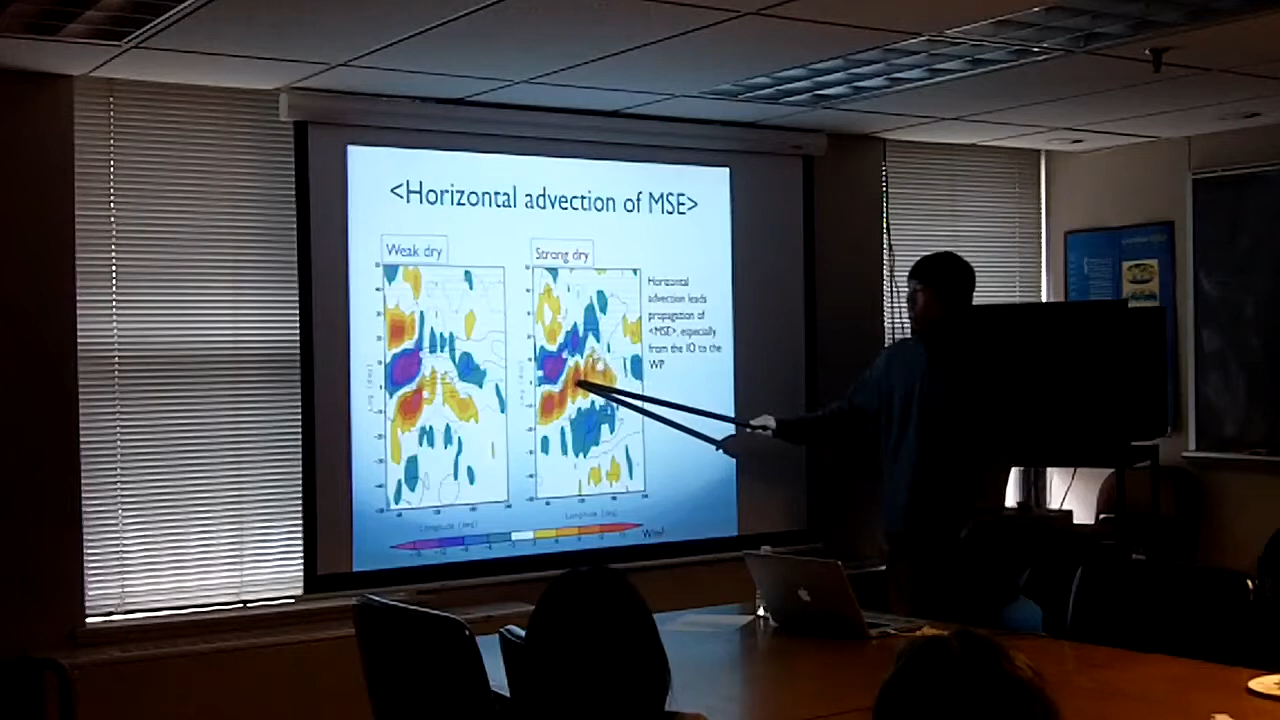 <Horizontal advection of MSE>
Weak dry
Strong dry
Horizontal
advection leads
propagation of
<MSE>, especially
from the IO to the
WP
Longitude (deg)
Longitude (deg)